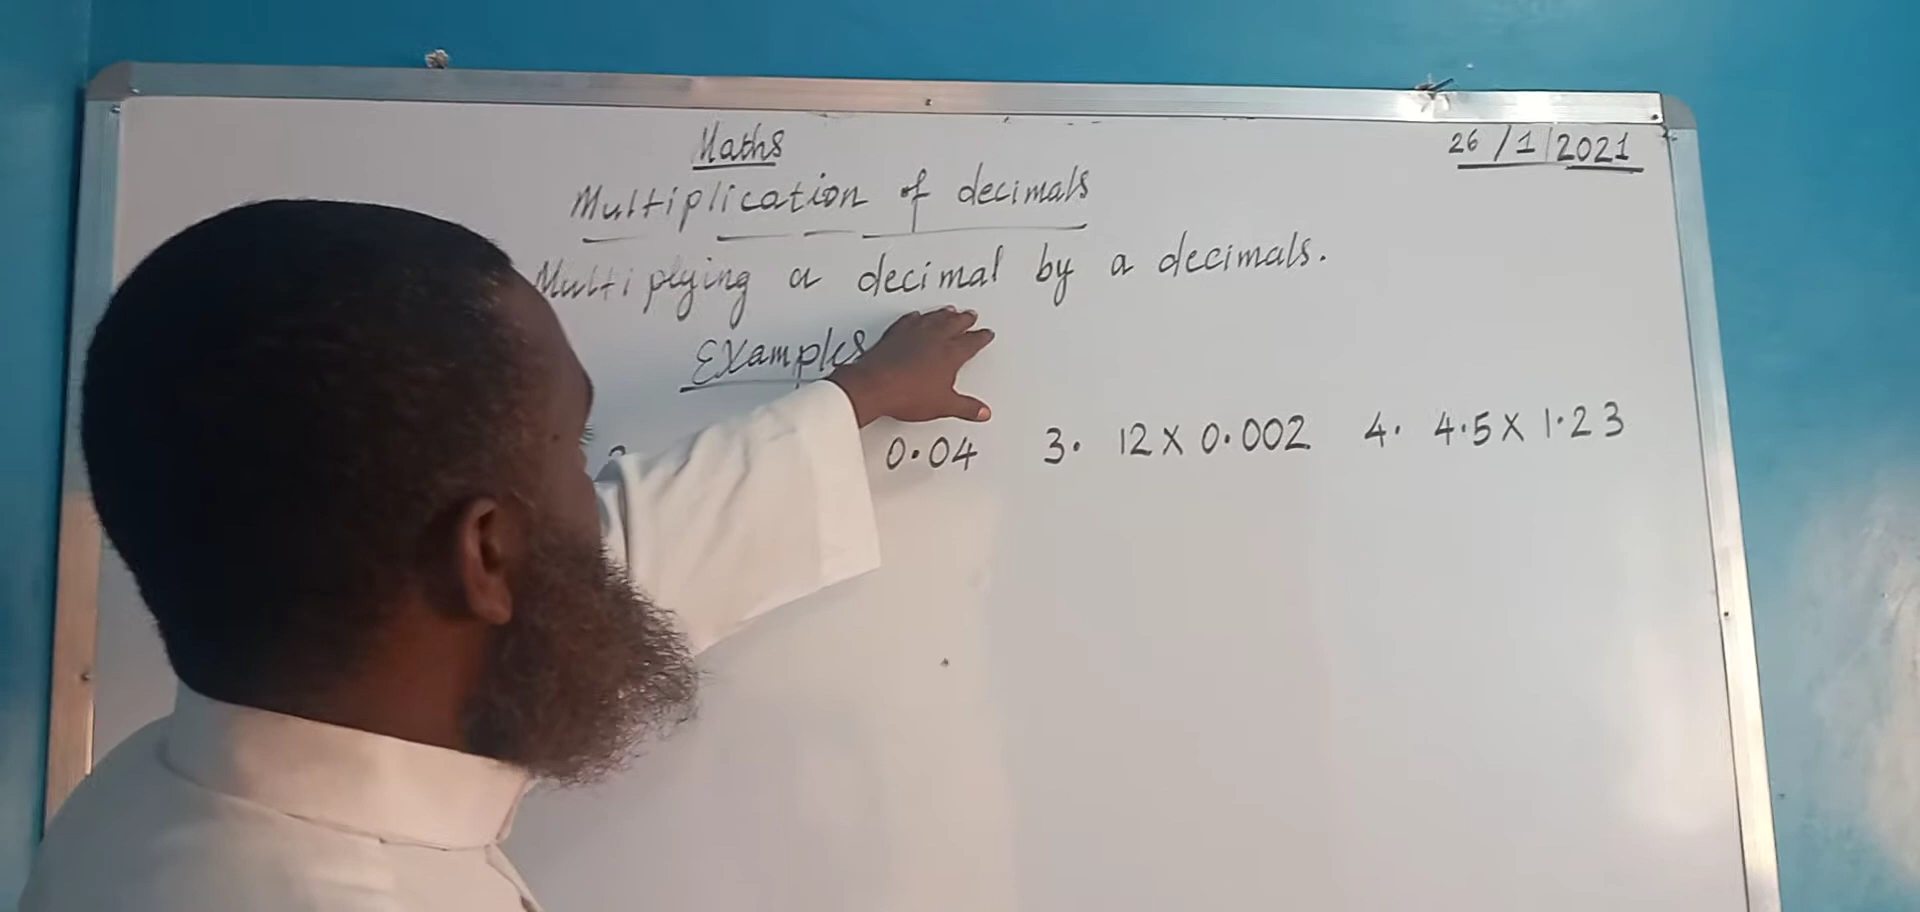 Maths
26/1/2021
Multiplication of decimals
Multiplying a decimal by a decimals.
Examples
0.04 3. 12 x 0.002 4. 4.5 x 1.23